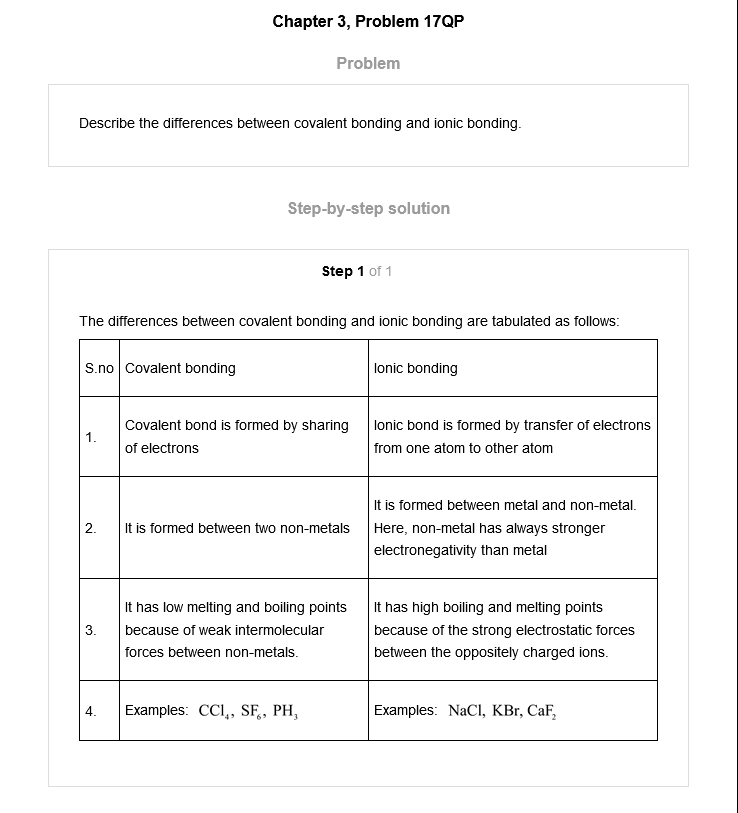 Chapter 3, Problem 17QP
Problem
Describe the differences between covalent bonding and ionic bonding.
Step-by-step solution
Step 1 of 1
The differences between covalent bonding and ionic bonding are tabulated as follows:
S.no Covalent bonding Ionic bonding
1.
Covalent bond is formed by sharing
of electrons
Ionic bond is formed by transfer of electrons
from one atom to other atom
2.
It is formed between two non-metals
It is formed between metal and non-metal.
Here, non-metal has always stronger
electronegativity than metal
3.
It has low melting and boiling points
because of weak intermolecular
forces between non-metals.
It has high boiling and melting points
because of the strong electrostatic forces
between the oppositely charged ions.
4.
Examples: CCl₄, SF₆, PH₃
Examples: NaCl, KBr, CaF₂